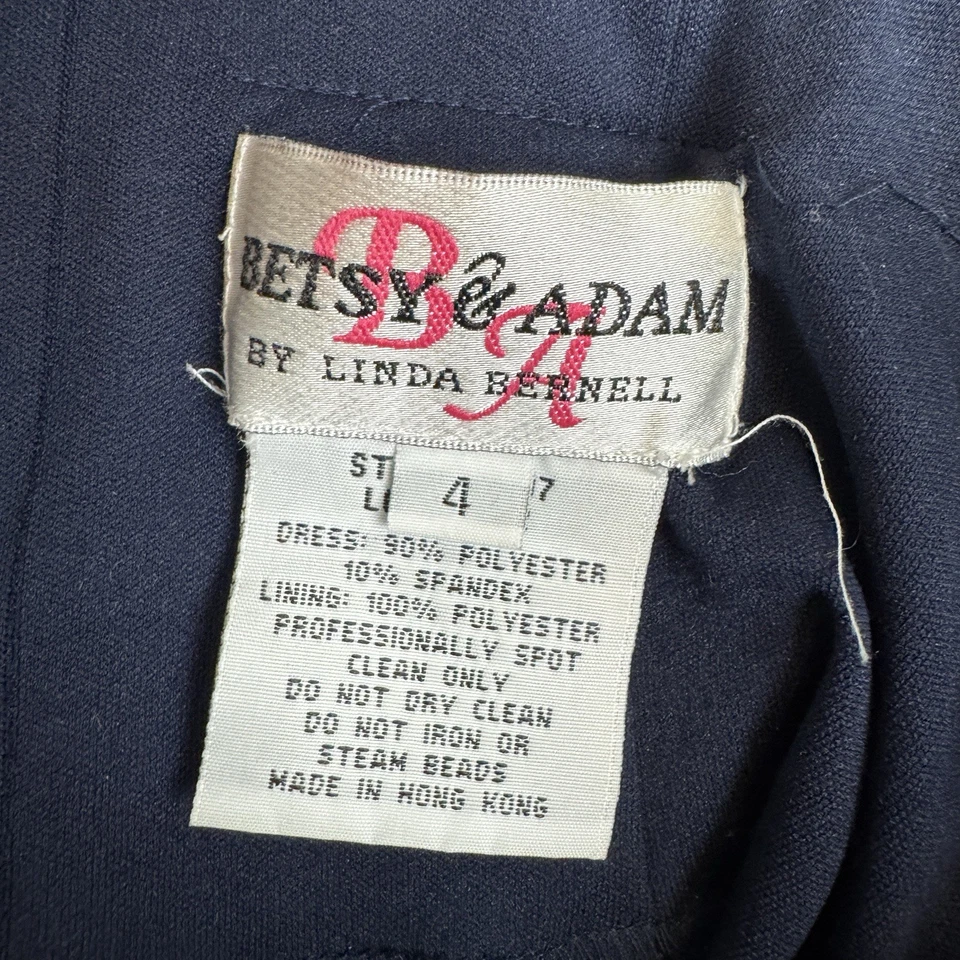 BETSY & ADAM
BY LINDA BERNELL
4
DRESS: 90% POLYESTER
10% SPANDEX
LINING: 100% POLYESTER
PROFESSIONALLY SPOT
CLEAN ONLY
DO NOT DRY CLEAN
DO NOT IRON OR
STEAM BEADS
MADE IN HONG KONG